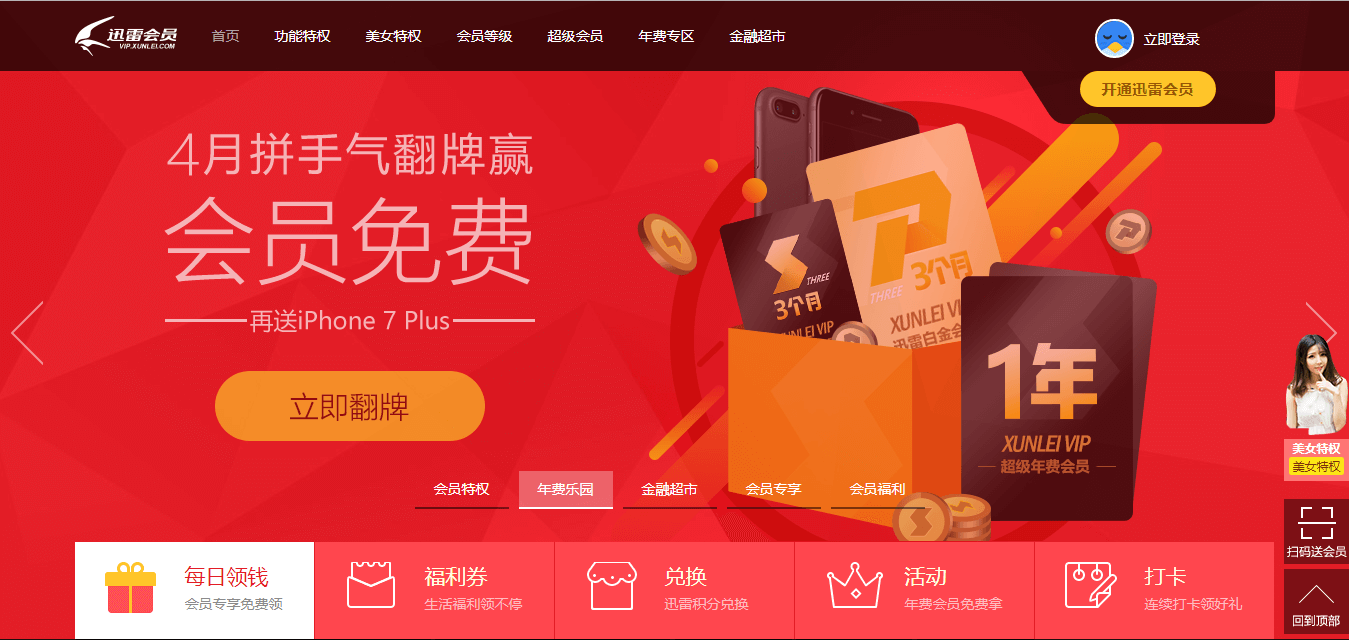 迅雷会员
VIP.XUNLEI.COM
首页 功能特权 美女特权 会员等级 超级会员 年费专区 金融超市
立即登录
开通迅雷会员
4月拼手气翻牌赢
会员免费
再送iPhone 7 Plus
立即翻牌
THREE
3个月
XUNLEI VIP
THREE 3个月
XUNLEI VI
迅雷白金会
1年
XUNLEI VIP
超级年费会员
美女特权
美女特权
会员特权 年费乐园 金融超市 会员专享 会员福利
扫码送会员
每日领钱
会员专享免费领
福利券
生活福利领不停
兑换
迅雷积分兑换
活动
年费会员免费拿
打卡
连续打卡领好礼
回到顶部